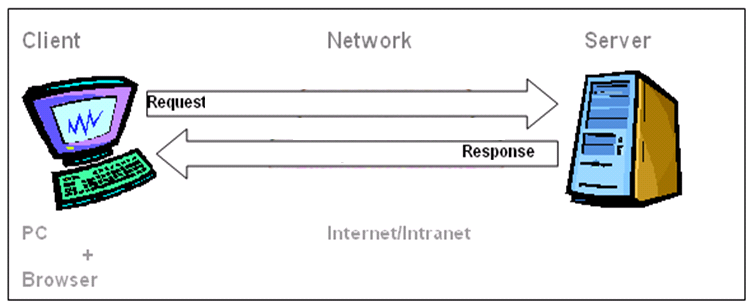 Client
Network
Server
Request
Response
PC
+
Browser
Internet/Intranet